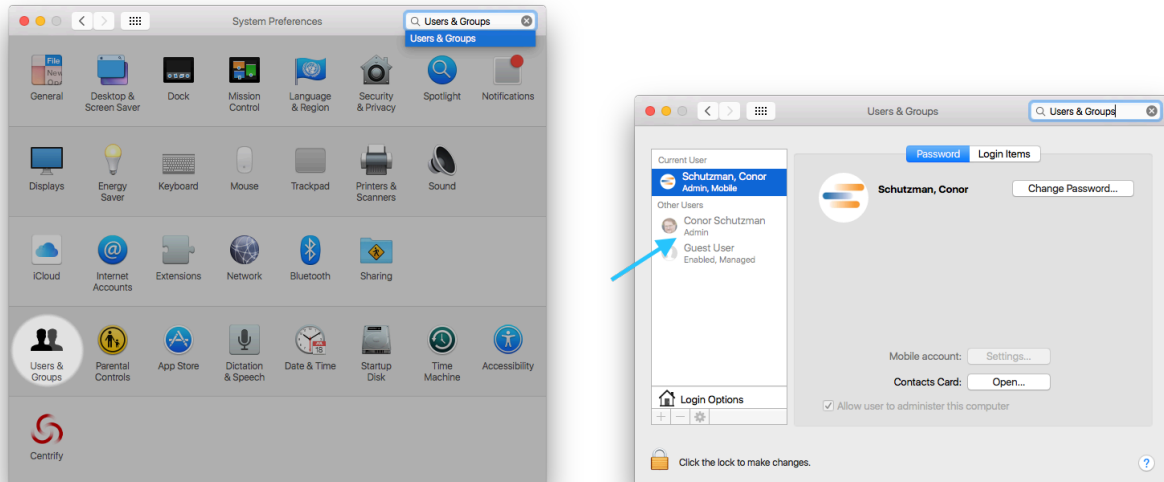 System Preferences
Users & Groups
Users & Groups
File
New
General
Desktop &
Screen Saver
Dock
Mission
Control
Language
& Region
Security
& Privacy
Spotlight
Notifications
Displays
Energy
Saver
Keyboard
Mouse
Trackpad
Printers &
Scanners
Sound
iCloud
@
Internet
Accounts
Extensions
Network
Bluetooth
Sharing
Users &
Groups
Parental
Controls
App Store
Dictation
& Speech
18
Date & Time
Startup
Disk
Time
Machine
Accessibility
Centrify
Users & Groups
Users & Groups
Password
Login Items
Current User
Schutzman, Conor
Admin, Mobile
Other Users
Conor Schutzman
Admin
Guest User
Enabled, Managed
Login Options
Schutzman, Conor
Change Password...
Mobile account:
Settings...
Contacts Card:
Open...
Allow user to administer this computer
Click the lock to make changes.
?